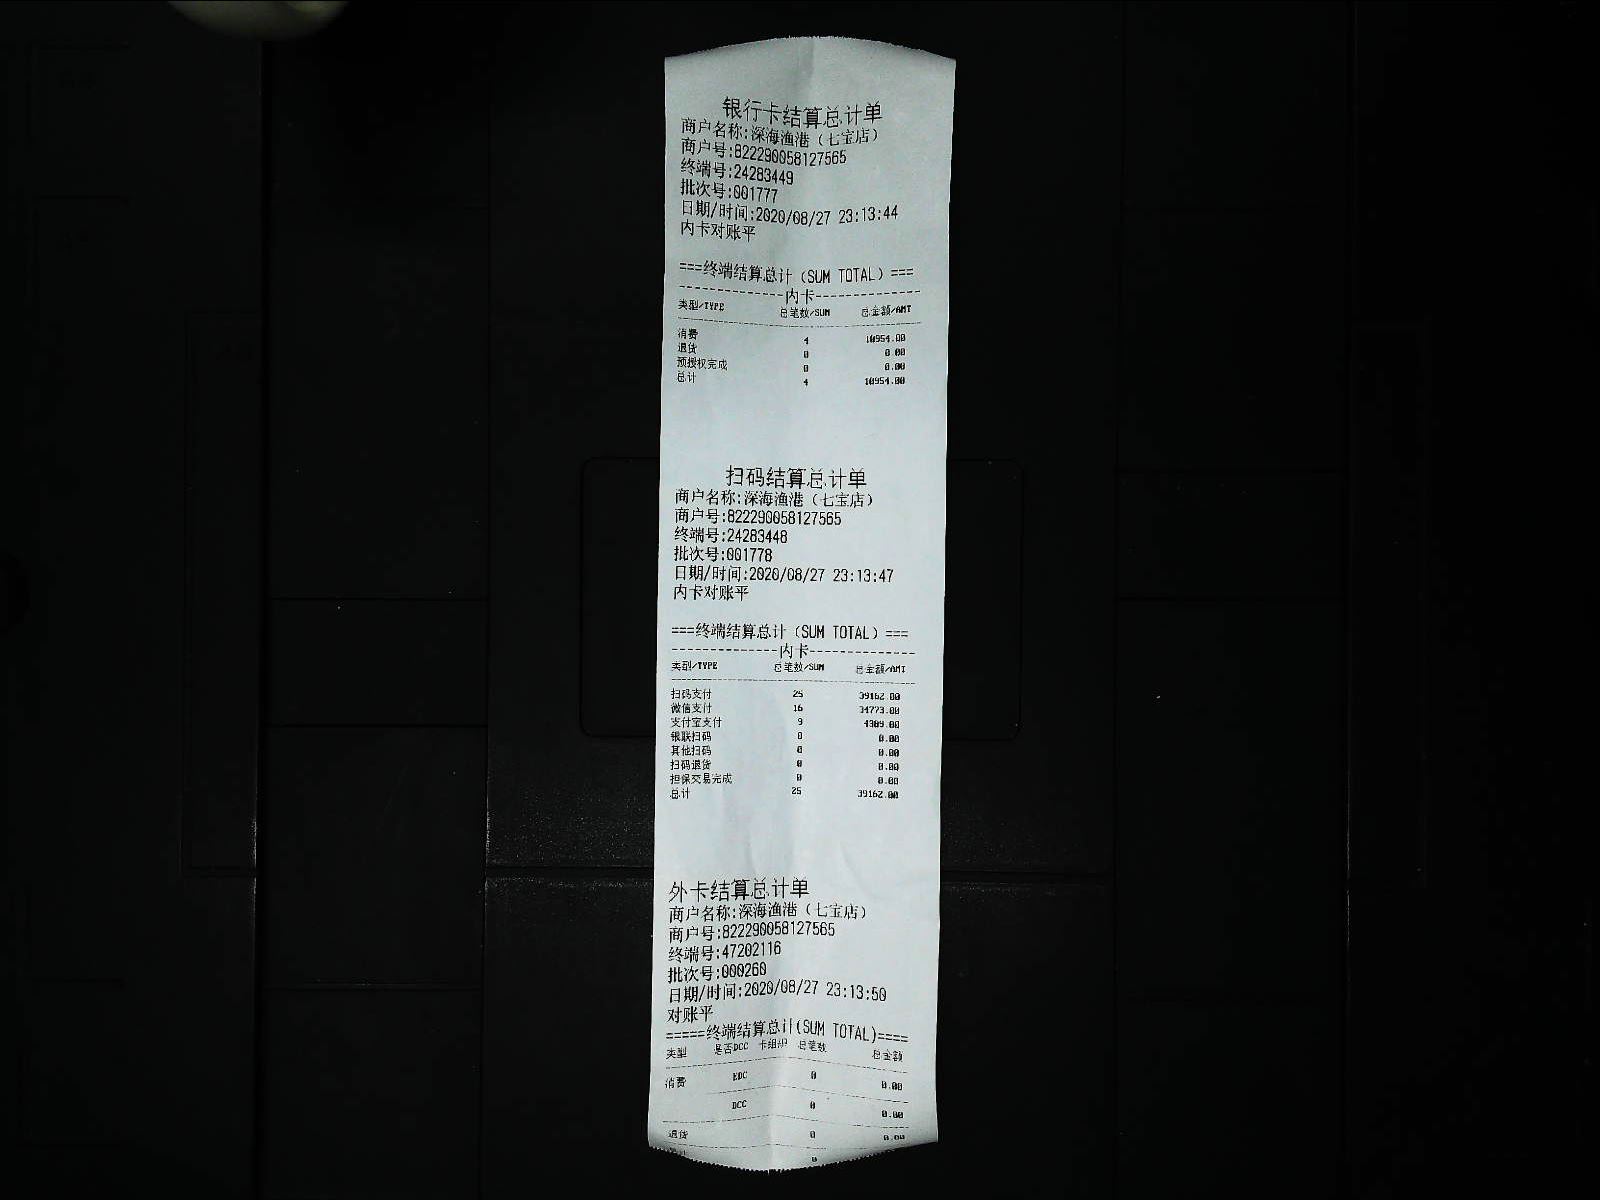 银行卡结算总计单
商户名称:深海渔港(七宝店)
商户号:822290058127565
终端号:24283449
批次号:001777
日期/时间:2020/08/27 23:13:44
内卡对账平
===终端结算总计(SUM TOTAL)===
--------------内卡--------------
类型/TYPE 总笔数/SUM 总金额/AMT
消费 4 10954.00
退货 0 0.00
预授权完成 0 0.00
总计 4 10954.00
扫码结算总计单
商户名称:深海渔港(七宝店)
商户号:822290058127565
终端号:24283448
批次号:001778
日期/时间:2020/08/27 23:13:47
内卡对账平
===终端结算总计(SUM TOTAL)===
--------------内卡--------------
类型/TYPE 总笔数/SUM 总金额/AMT
扫码支付 25 39162.00
微信支付 16 34773.00
支付宝支付 9 4389.00
银联扫码 0 0.00
其他扫码 0 0.00
扫码退货 0 0.00
担保交易完成 0 0.00
总计 25 39162.00
外卡结算总计单
商户名称:深海渔港(七宝店)
商户号:822290058127565
终端号:47202116
批次号:000260
日期/时间:2020/08/27 23:13:50
对账平
=====终端结算总计(SUM TOTAL)====
类型 是否DCC 卡组织 总笔数 总金额
消费 EDC 0 0.00
DCC 0 0.00
退货 0 0.00
0